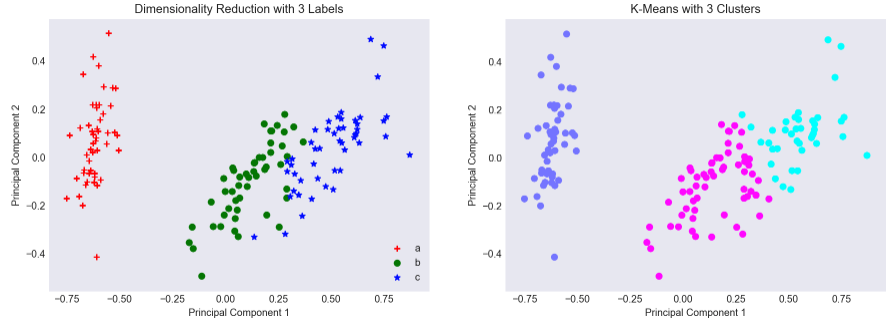 Dimensionality Reduction with 3 Labels
0.4
0.2
0.0
−0.2
−0.4
Principal Component 2
−0.75 −0.50 −0.25 0.00 0.25 0.50 0.75
Principal Component 1
a
b
c
K-Means with 3 Clusters
0.4
0.2
0.0
−0.2
−0.4
Principal Component 2
−0.75 −0.50 −0.25 0.00 0.25 0.50 0.75
Principal Component 1